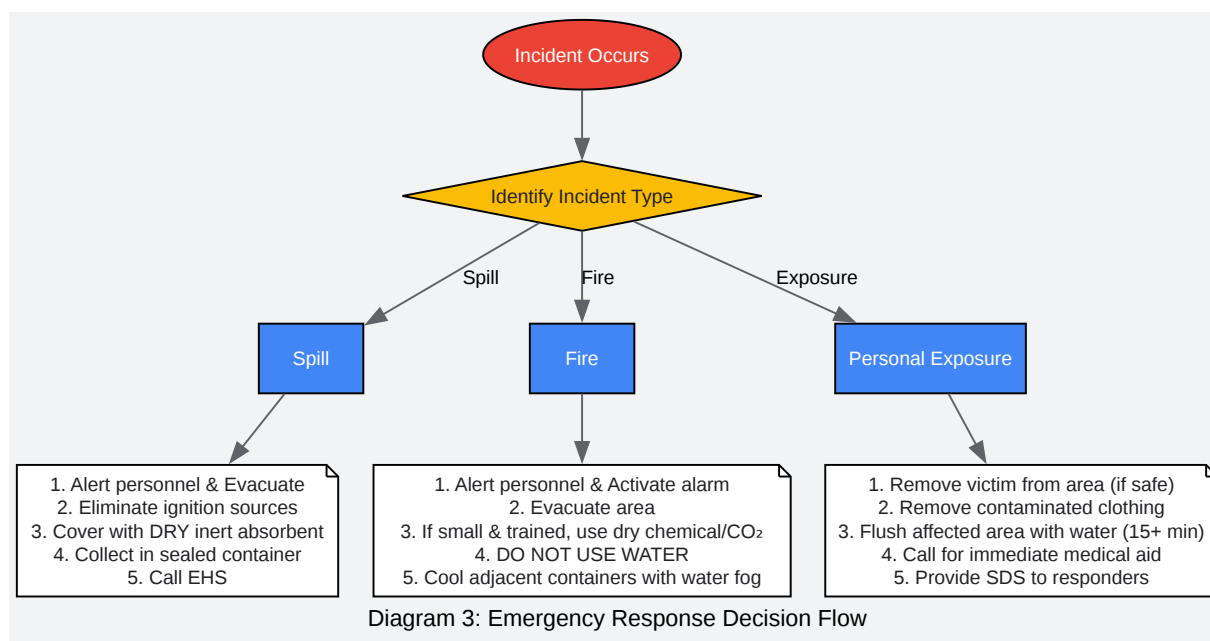 Incident Occurs
Identify Incident Type
Spill
Fire
Exposure
Spill
Fire
Personal Exposure
1. Alert personnel & Evacuate
2. Eliminate ignition sources
3. Cover with DRY inert absorbent
4. Collect in sealed container
5. Call EHS
1. Alert personnel & Activate alarm
2. Evacuate area
3. If small & trained, use dry chemical/CO₂
4. DO NOT USE WATER
5. Cool adjacent containers with water fog
1. Remove victim from area (if safe)
2. Remove contaminated clothing
3. Flush affected area with water (15+ min)
4. Call for immediate medical aid
5. Provide SDS to responders
Diagram 3: Emergency Response Decision Flow